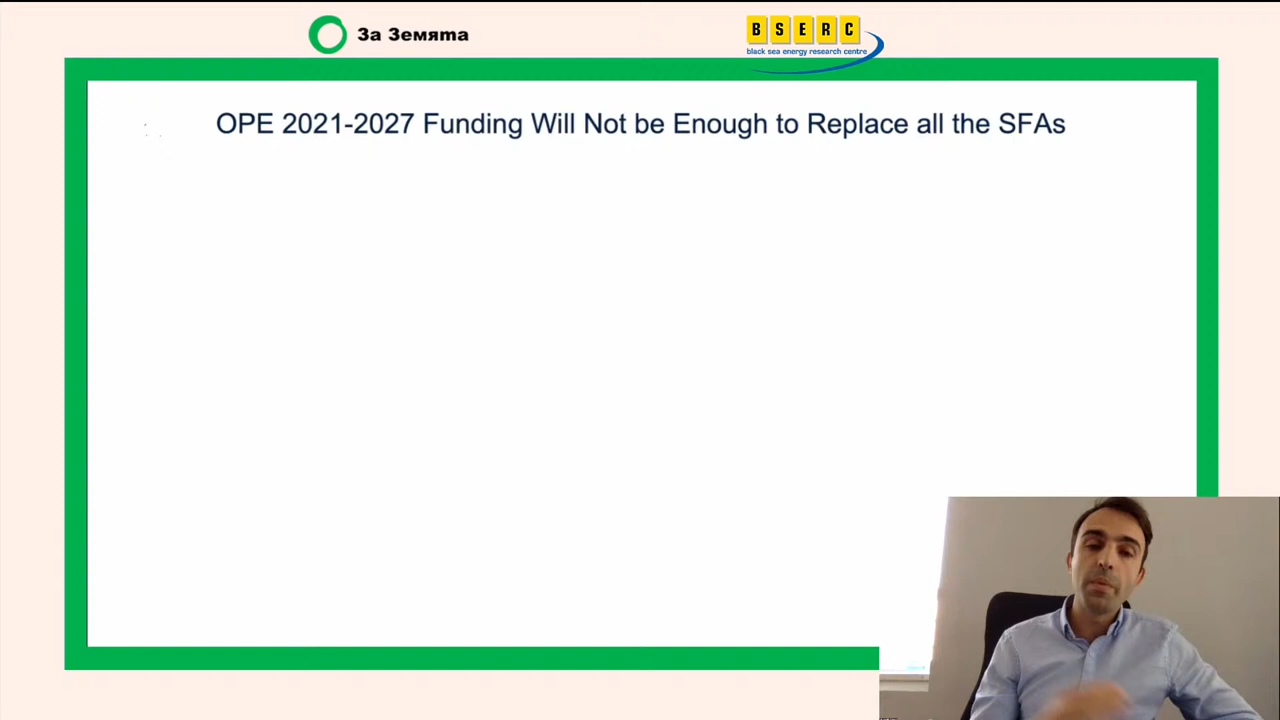 За Земята
BSERC
black sea energy research centre
OPE 2021-2027 Funding Will Not be Enough to Replace all the SFAs